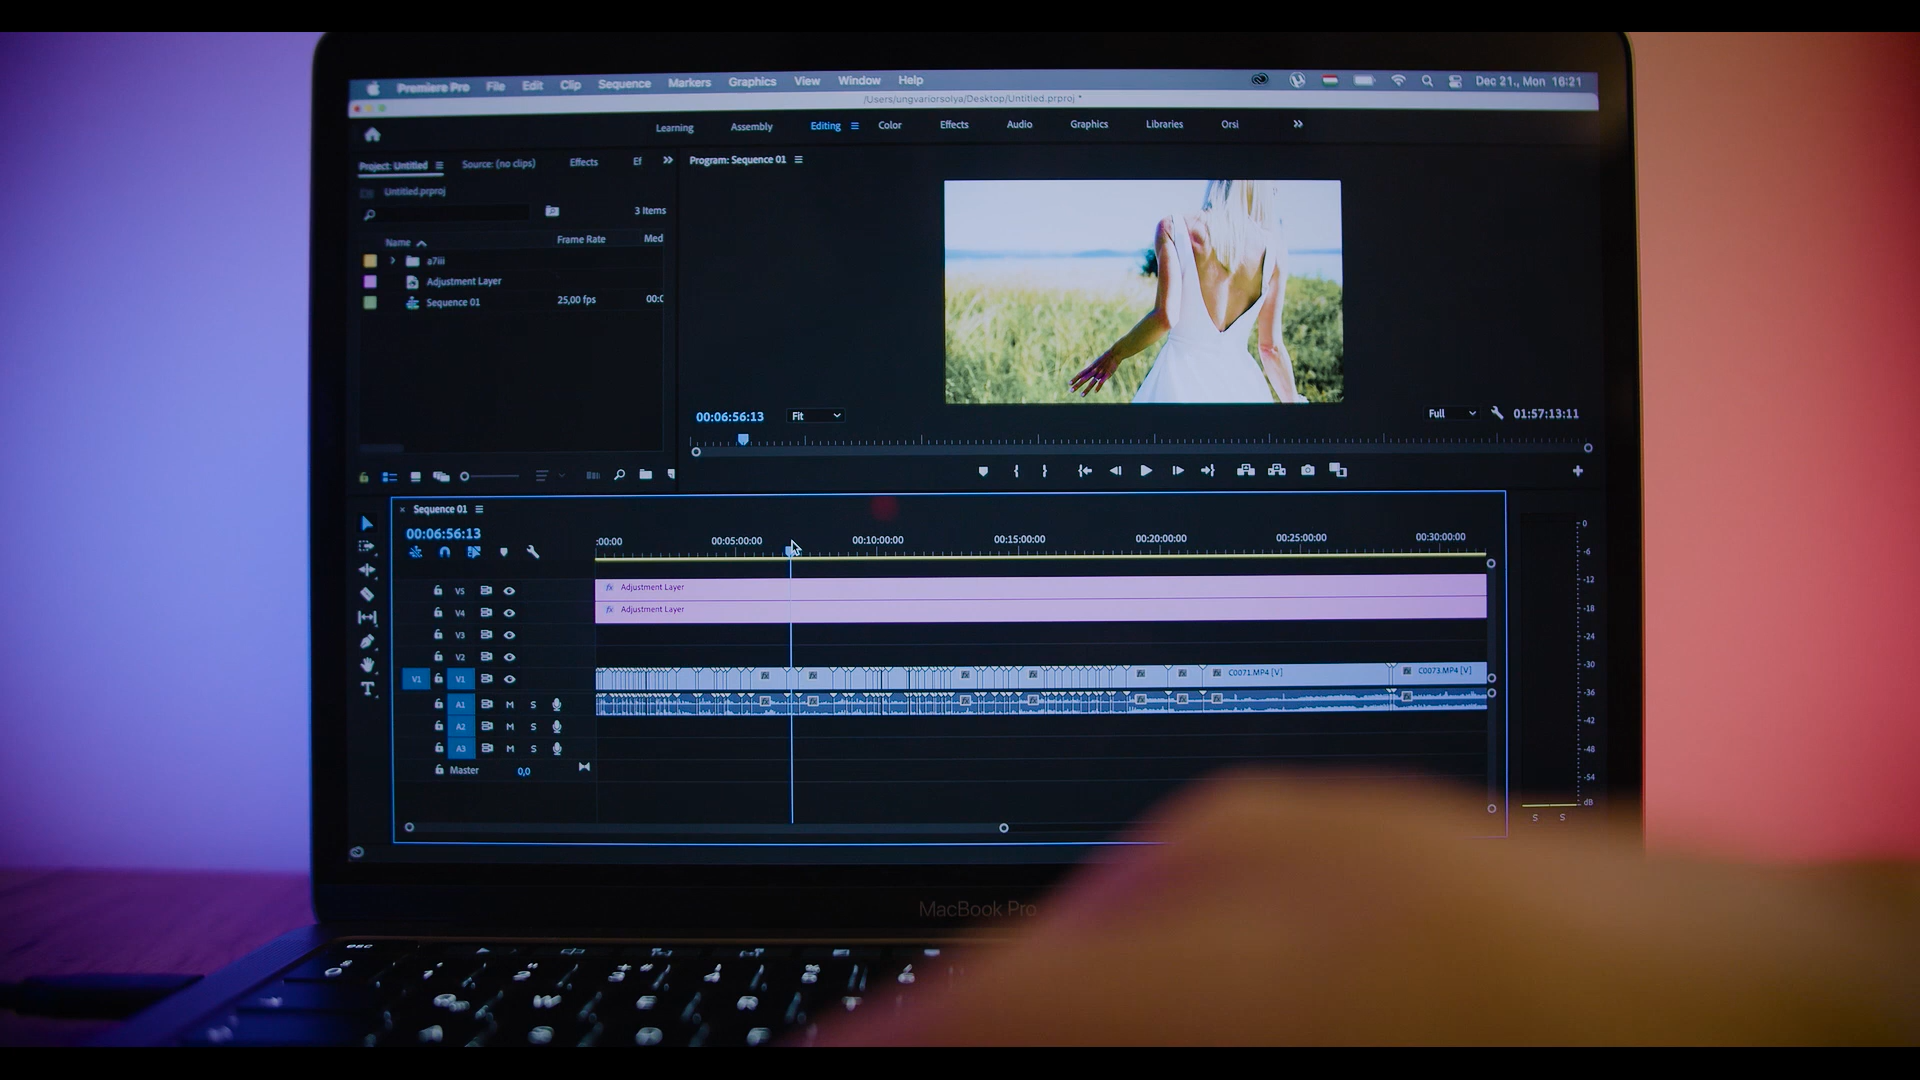 Premiere Pro File Edit Clip Sequence Markers Graphics View Window Help Dec 21., Mon 16:21
/Users/ungvariorsolya/Desktop/Untitled.prproj *
Learning Assembly Editing Color Effects Audio Graphics Libraries Orsi
Project: Untitled Source: (no clips) Effects Ef Program: Sequence 01
Untitled.prproj
3 Items
Name Frame Rate Med
a7iii
Adjustment Layer
Sequence 01 25,00 fps 00:0
00:06:56:13 Fit Full 01:57:13:11
Sequence 01
00:06:56:13
:00:00 00:05:00:00 00:10:00:00 00:15:00:00 00:20:00:00 00:25:00:00 00:30:00:00
V5 fx Adjustment Layer
V4 fx Adjustment Layer
V3
V2
V1 V1 C0071.MP4 [V] C0073.MP4 [V]
A1 M S
A2 M S
A3 M S
Master 0,0
0
-6
-12
-18
-24
-30
-36
-42
-48
-54
dB
S S
MacBook Pro
esc